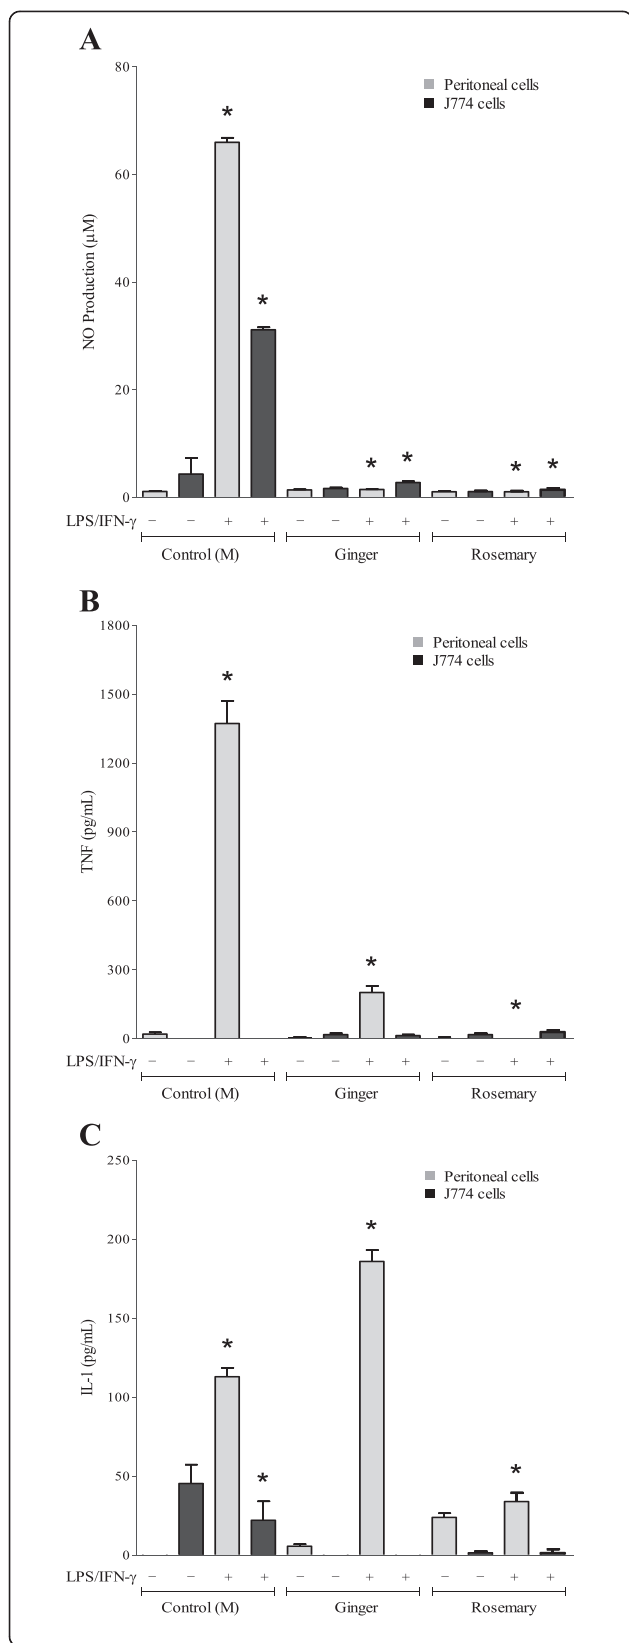 A
80
Peritoneal cells
J774 cells
*
60
NO Production (µM)
40
*
20
* * * *
0
LPS/IFN-γ − − + + − − + + − − + +
Control (M) Ginger Rosemary
B
1800
Peritoneal cells
J774 cells
*
1500
1200
TNF (pg/mL)
900
600
300
* *
0
LPS/IFN-γ − − + + − − + + − − + +
Control (M) Ginger Rosemary
C
250
Peritoneal cells
J774 cells
*
200
150
*
IL-1 (pg/mL)
100
50
* *
0
LPS/IFN-γ − − + + − − + + − − + +
Control (M) Ginger Rosemary